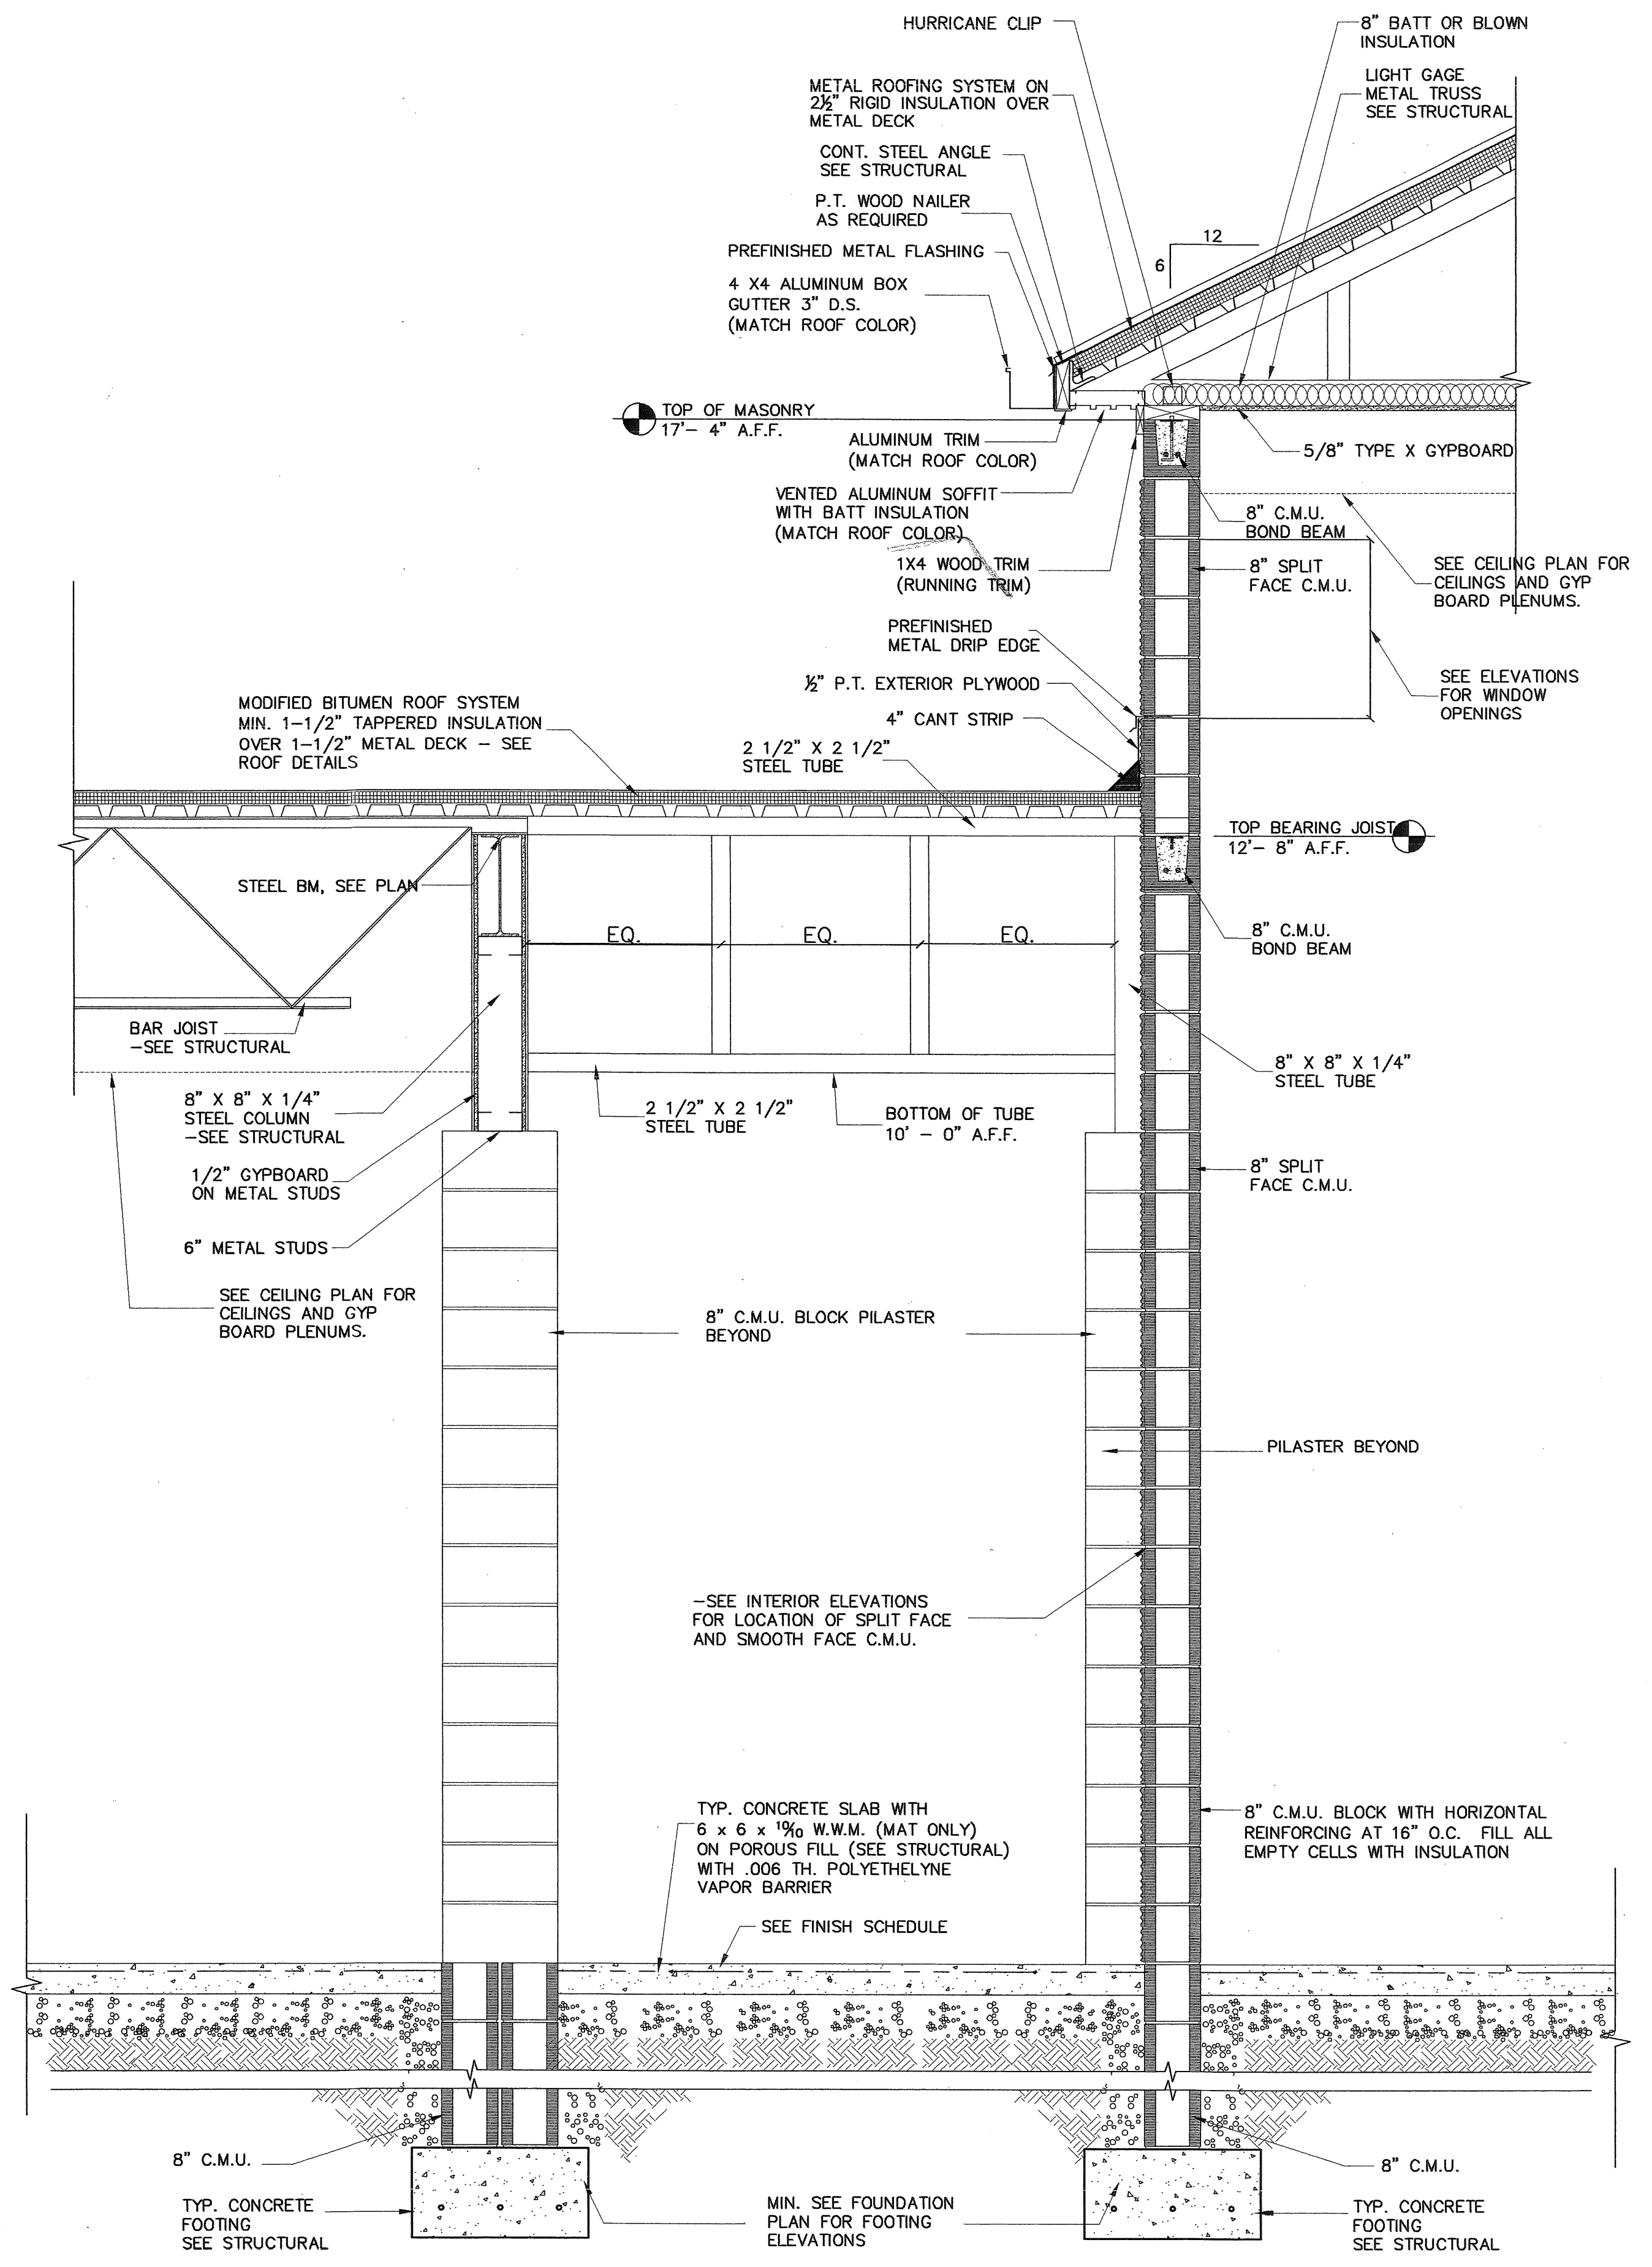 HURRICANE CLIP
8" BATT OR BLOWN
INSULATION
LIGHT GAGE
METAL TRUSS
SEE STRUCTURAL
METAL ROOFING SYSTEM ON
2½" RIGID INSULATION OVER
METAL DECK
CONT. STEEL ANGLE
SEE STRUCTURAL
P.T. WOOD NAILER
AS REQUIRED
PREFINISHED METAL FLASHING
12
6
4 X4 ALUMINUM BOX
GUTTER 3" D.S.
(MATCH ROOF COLOR)
TOP OF MASONRY
17'- 4" A.F.F.
ALUMINUM TRIM
(MATCH ROOF COLOR)
5/8" TYPE X GYPBOARD
VENTED ALUMINUM SOFFIT
WITH BATT INSULATION
(MATCH ROOF COLOR)
8" C.M.U.
BOND BEAM
1X4 WOOD TRIM
(RUNNING TRIM)
8" SPLIT
FACE C.M.U.
SEE CEILING PLAN FOR
CEILINGS AND GYP
BOARD PLENUMS.
PREFINISHED
METAL DRIP EDGE
½" P.T. EXTERIOR PLYWOOD
SEE ELEVATIONS
FOR WINDOW
OPENINGS
4" CANT STRIP
MODIFIED BITUMEN ROOF SYSTEM
MIN. 1-1/2" TAPPERED INSULATION
OVER 1-1/2" METAL DECK - SEE
ROOF DETAILS
2 1/2" X 2 1/2"
STEEL TUBE
TOP BEARING JOIST
12'- 8" A.F.F.
STEEL BM, SEE PLAN
EQ.
EQ.
EQ.
8" C.M.U.
BOND BEAM
BAR JOIST
-SEE STRUCTURAL
8" X 8" X 1/4"
STEEL TUBE
8" X 8" X 1/4"
STEEL COLUMN
-SEE STRUCTURAL
2 1/2" X 2 1/2"
STEEL TUBE
BOTTOM OF TUBE
10' - 0" A.F.F.
1/2" GYPBOARD
ON METAL STUDS
8" SPLIT
FACE C.M.U.
6" METAL STUDS
SEE CEILING PLAN FOR
CEILINGS AND GYP
BOARD PLENUMS.
8" C.M.U. BLOCK PILASTER
BEYOND
PILASTER BEYOND
-SEE INTERIOR ELEVATIONS
FOR LOCATION OF SPLIT FACE
AND SMOOTH FACE C.M.U.
TYP. CONCRETE SLAB WITH
6 x 6 x 10/10 W.W.M. (MAT ONLY)
ON POROUS FILL (SEE STRUCTURAL)
WITH .006 TH. POLYETHELYNE
VAPOR BARRIER
8" C.M.U. BLOCK WITH HORIZONTAL
REINFORCING AT 16" O.C. FILL ALL
EMPTY CELLS WITH INSULATION
SEE FINISH SCHEDULE
8" C.M.U.
8" C.M.U.
TYP. CONCRETE
FOOTING
SEE STRUCTURAL
MIN. SEE FOUNDATION
PLAN FOR FOOTING
ELEVATIONS
TYP. CONCRETE
FOOTING
SEE STRUCTURAL